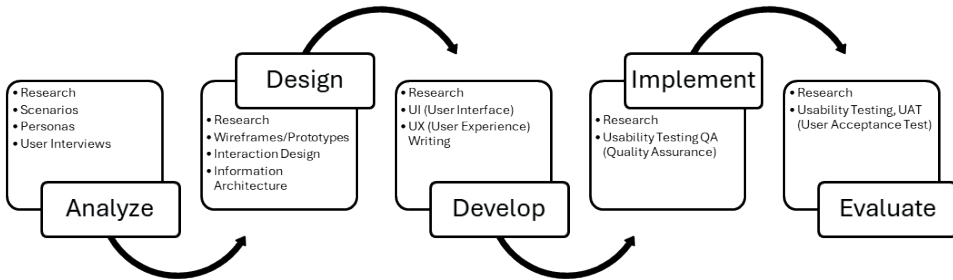 • Research
• Scenarios
• Personas
• User Interviews
Analyze
Design
• Research
• Wireframes/Prototypes
• Interaction Design
• Information
Architecture
• Research
• UI (User Interface)
• UX (User Experience)
Writing
Develop
Implement
• Research
• Usability Testing QA
(Quality Assurance)
• Research
• Usability Testing, UAT
(User Acceptance Test)
Evaluate